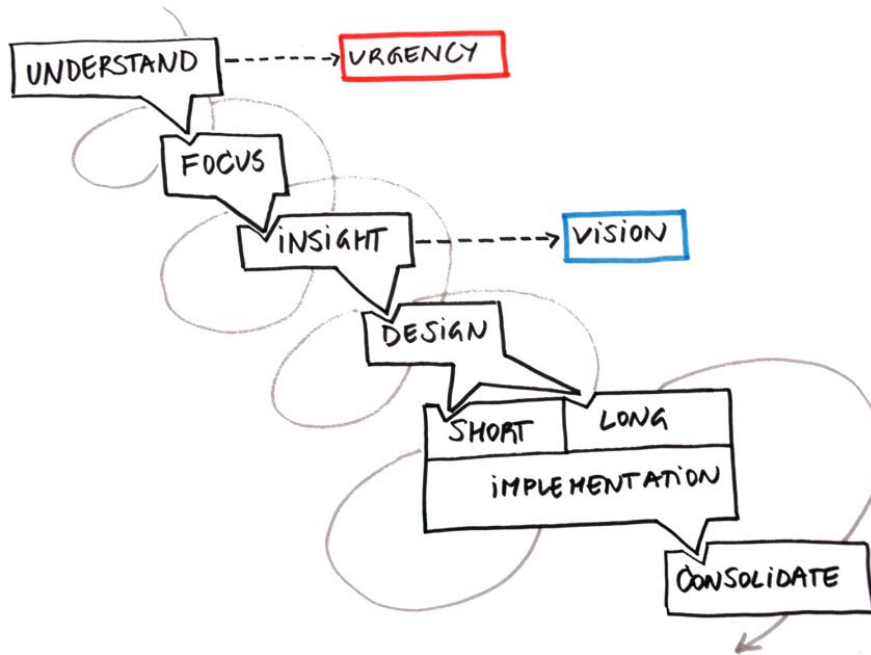 UNDERSTAND
URGENCY
FOCUS
iNSiGHT
ViSiON
DESiGN
SHORT
LONG
iMPLEMENTATiON
CONSOLiDATE